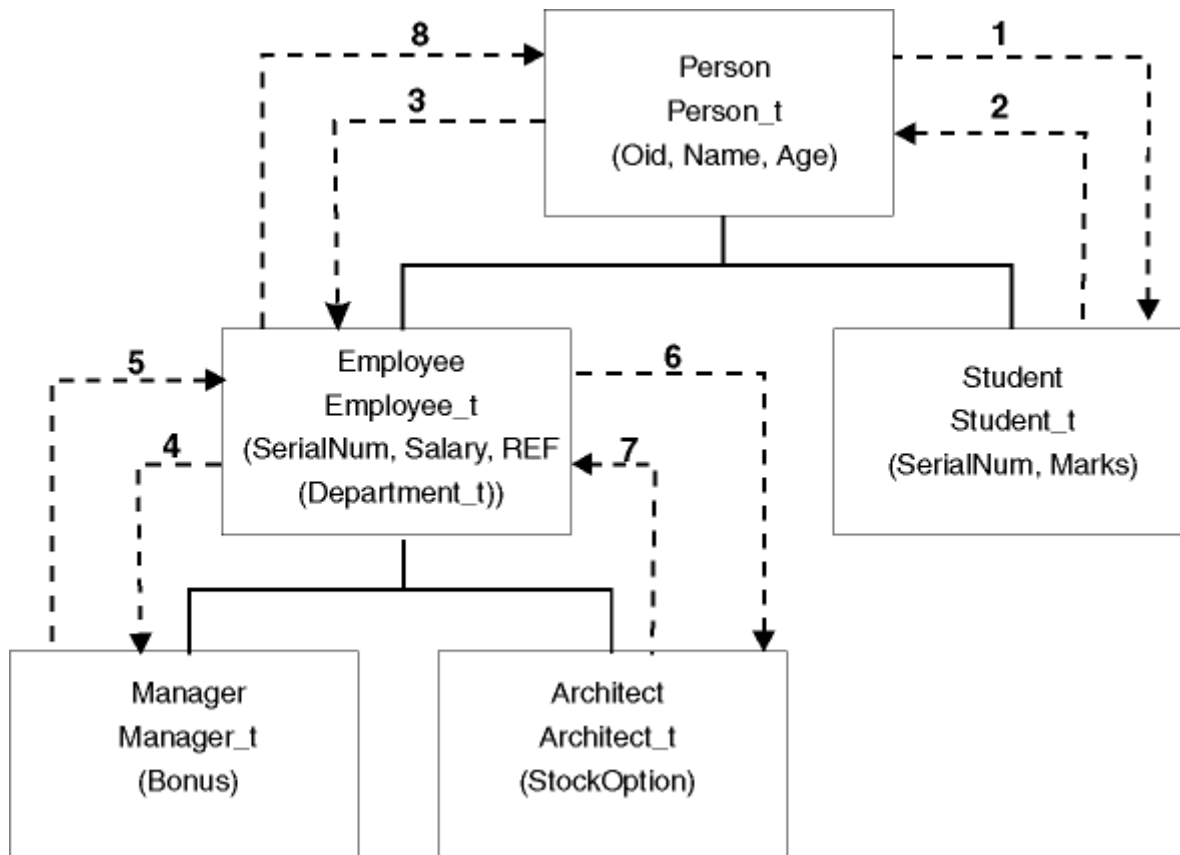 8
1
3
2
Person
Person_t
(Oid, Name, Age)
5
6
4
7
Employee
Employee_t
(SerialNum, Salary, REF
(Department_t))
Student
Student_t
(SerialNum, Marks)
Manager
Manager_t
(Bonus)
Architect
Architect_t
(StockOption)